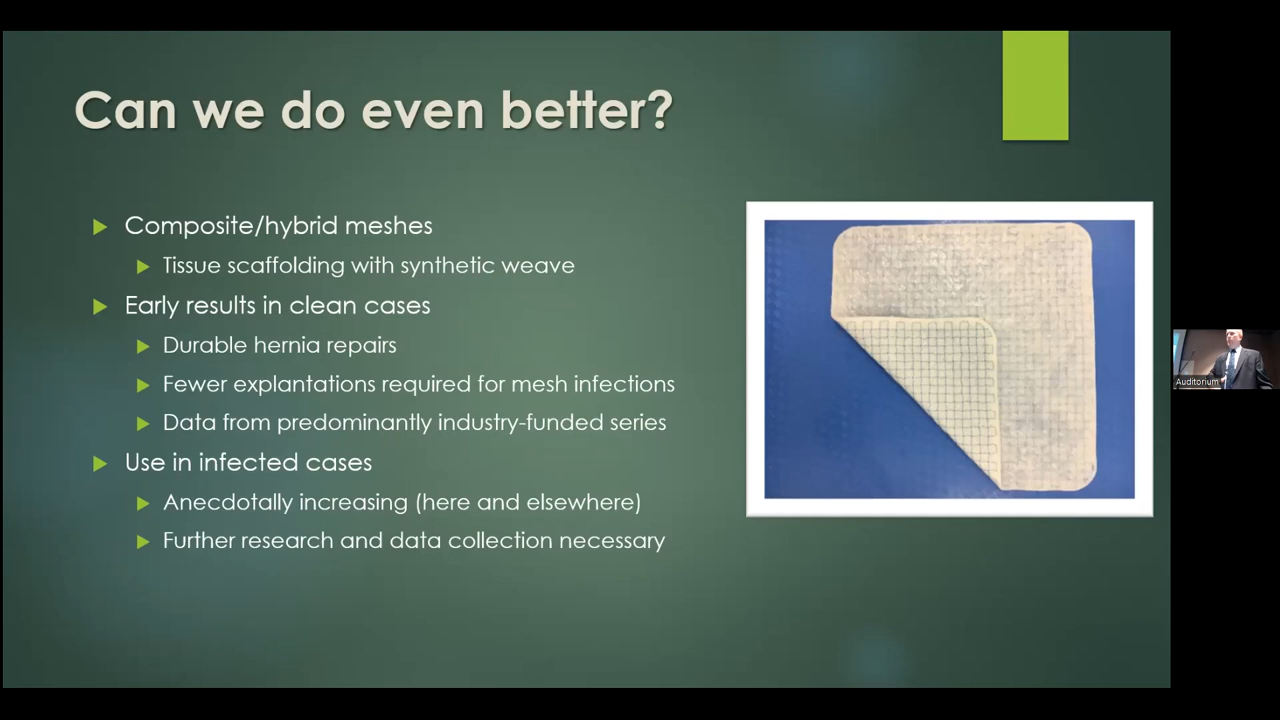 Can we do even better?
Composite/hybrid meshes
Tissue scaffolding with synthetic weave
Early results in clean cases
Durable hernia repairs
Fewer explantations required for mesh infections
Data from predominantly industry-funded series
Use in infected cases
Anecdotally increasing (here and elsewhere)
Further research and data collection necessary
Auditorium